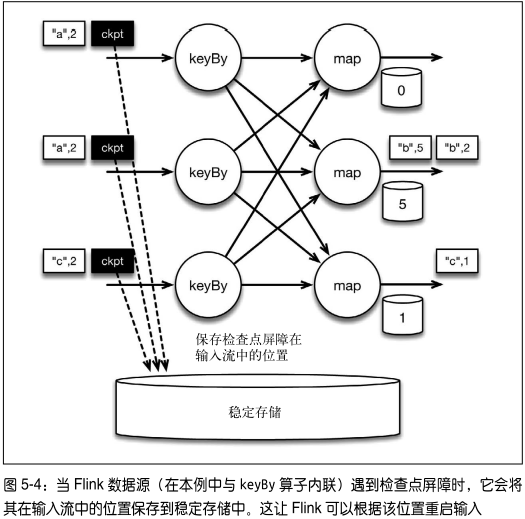 "a",2 ckpt
keyBy map
0
"a",2 ckpt
keyBy map
"b",5 "b",2
5
"c",2 ckpt
keyBy map
"c",1
1
保存检查点屏障在
输入流中的位置
稳定存储
图 5-4：当 Flink 数据源（在本例中与 keyBy 算子内联）遇到检查点屏障时，它会将
其在输入流中的位置保存到稳定存储中。这让 Flink 可以根据该位置重启输入